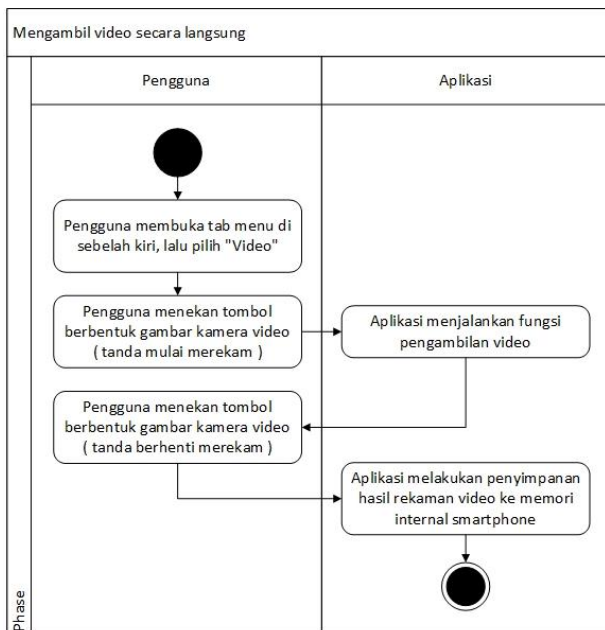 Mengambil video secara langsung
Pengguna
Aplikasi
Pengguna membuka tab menu di
sebelah kiri, lalu pilih "Video"
Pengguna menekan tombol
berbentuk gambar kamera video
( tanda mulai merekam )
Aplikasi menjalankan fungsi
pengambilan video
Pengguna menekan tombol
berbentuk gambar kamera video
( tanda berhenti merekam )
Aplikasi melakukan penyimpanan
hasil rekaman video ke memori
internal smartphone
Phase